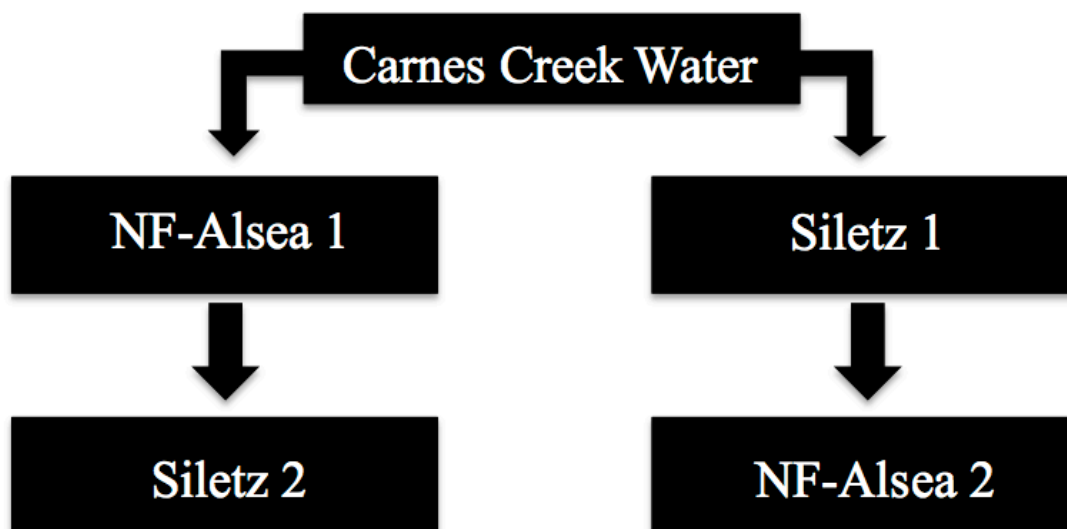 Carnes Creek Water
NF-Alsea 1
Siletz 1
Siletz 2
NF-Alsea 2